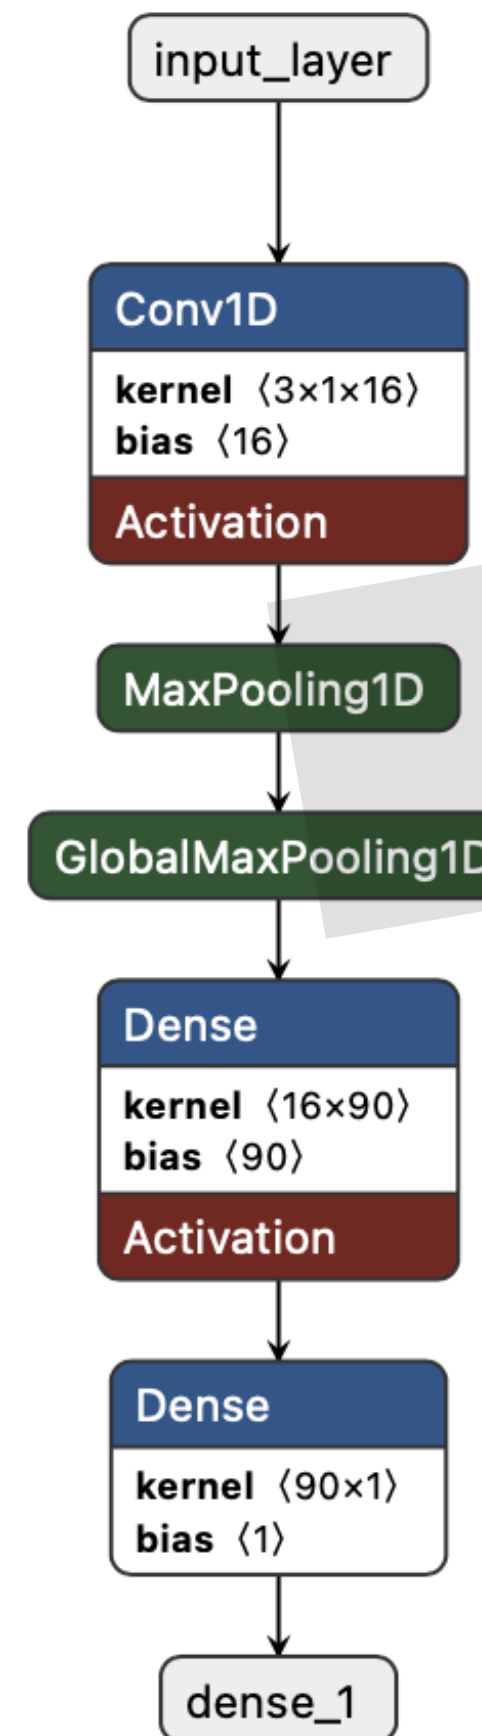 input_layer
Conv1D
kernel ⟨3×1×16⟩
bias ⟨16⟩
Activation
MaxPooling1D
GlobalMaxPooling1D
Dense
kernel ⟨16×90⟩
bias ⟨90⟩
Activation
Dense
kernel ⟨90×1⟩
bias ⟨1⟩
dense_1